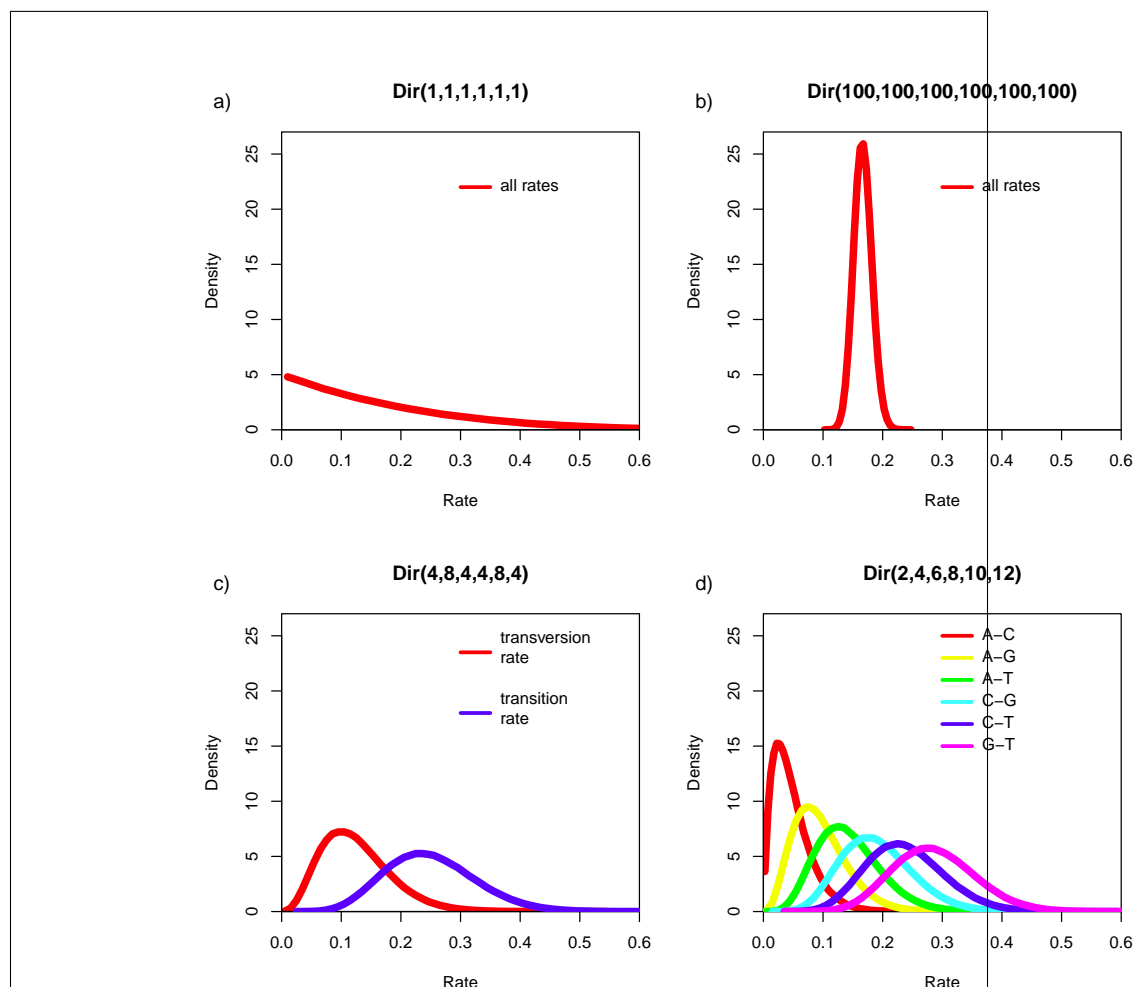 a)
Dir(1,1,1,1,1,1)
25
20
15
10
5
0
Density
all rates
0.0 0.1 0.2 0.3 0.4 0.5 0.6
Rate
b)
Dir(100,100,100,100,100,100)
25
20
15
10
5
0
Density
all rates
0.0 0.1 0.2 0.3 0.4 0.5 0.6
Rate
c)
Dir(4,8,4,4,8,4)
25
20
15
10
5
0
Density
transversion
rate
transition
rate
0.0 0.1 0.2 0.3 0.4 0.5 0.6
Rate
d)
Dir(2,4,6,8,10,12)
25
20
15
10
5
0
Density
A−C
A−G
A−T
C−G
C−T
G−T
0.0 0.1 0.2 0.3 0.4 0.5 0.6
Rate